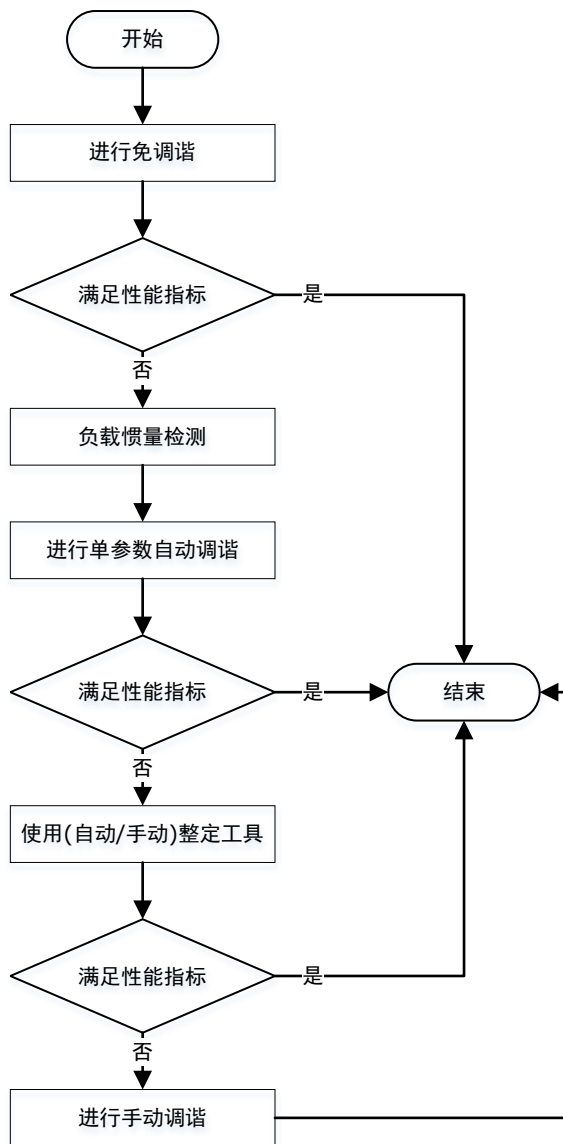 开始
进行免调谐
满足性能指标
是
否
负载惯量检测
进行单参数自动调谐
满足性能指标
是
结束
否
使用(自动/手动)整定工具
满足性能指标
是
否
进行手动调谐